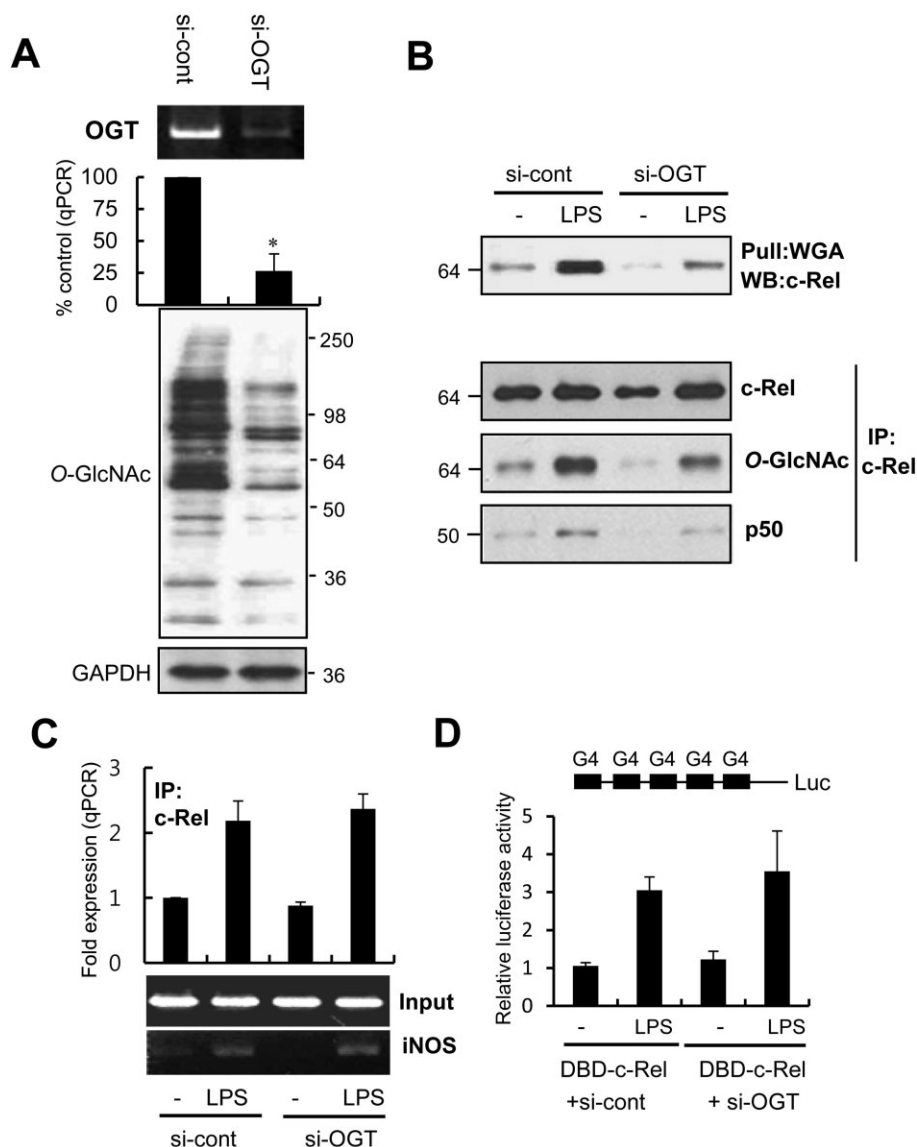 A
si-cont
si-OGT
OGT
% control (qPCR)
100
75
50
25
0
*
O-GlcNAc
250
98
64
50
36
GAPDH
36
B
si-cont
si-OGT
- LPS - LPS
64
Pull:WGA
WB:c-Rel
64
c-Rel
64
O-GlcNAc
50
p50
IP:
c-Rel
C
Fold expression (qPCR)
3
2
1
0
IP:
c-Rel
Input
iNOS
- LPS - LPS
si-cont
si-OGT
D
G4 G4 G4 G4 G4
Luc
Relative luciferase activity
5
4
3
2
1
0
- LPS - LPS
DBD-c-Rel
+si-cont
DBD-c-Rel
+ si-OGT